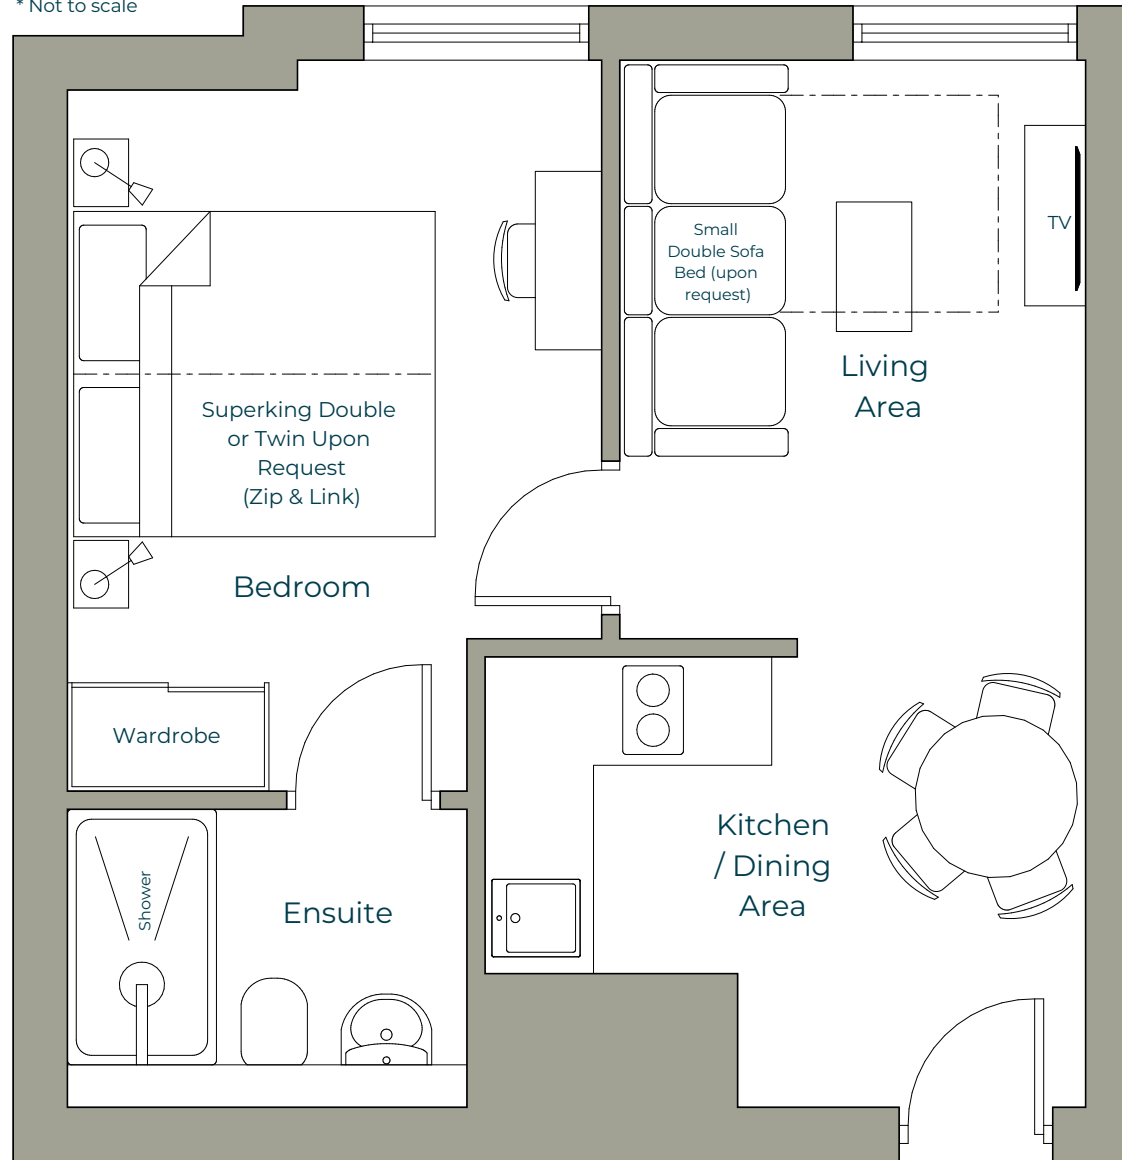 * Not to scale
Small
Double Sofa
Bed (upon
request)
TV
Living
Area
Superking Double
or Twin Upon
Request
(Zip & Link)
Bedroom
Wardrobe
Kitchen
/ Dining
Area
Shower
Ensuite